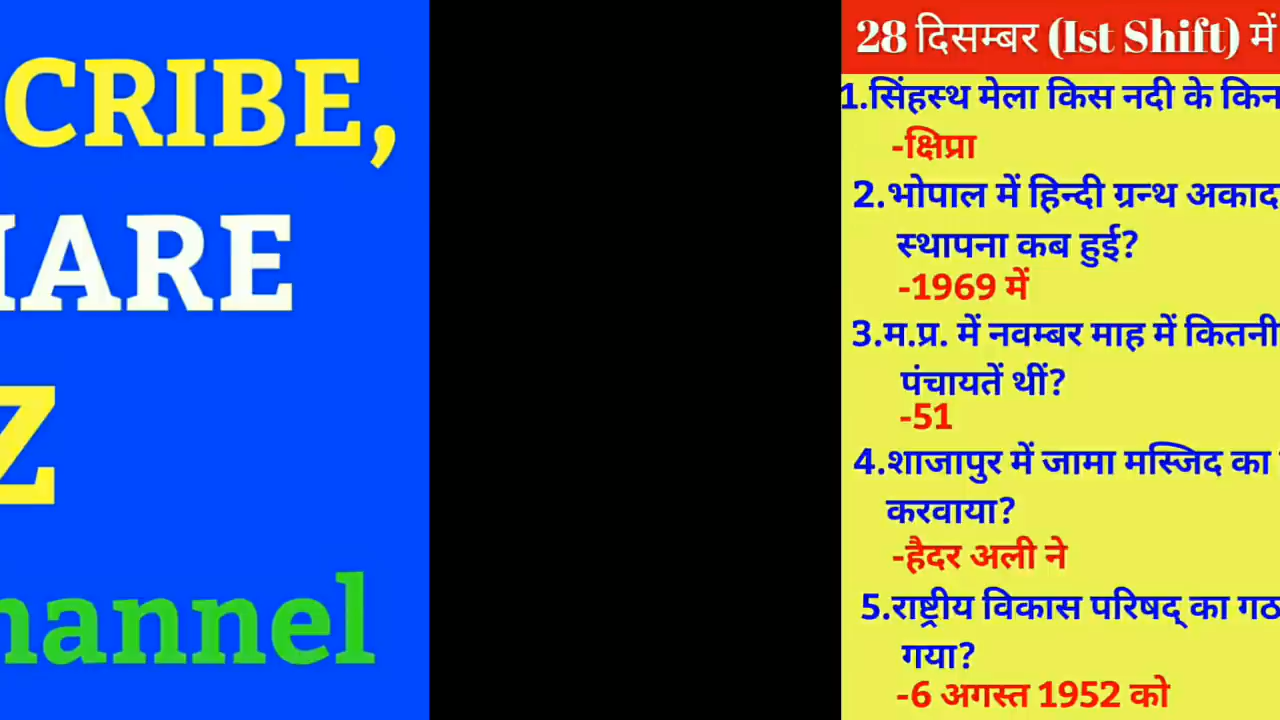 CRIBE,
HARE
Z
hannel
28 दिसम्बर (Ist Shift) में
1.सिंहस्थ मेला किस नदी के किन
-क्षिप्रा
2.भोपाल में हिन्दी ग्रन्थ अकाद
स्थापना कब हुई?
-1969 में
3.म.प्र. में नवम्बर माह में कितनी
पंचायतें थीं?
-51
4.शाजापुर में जामा मस्जिद का
करवाया?
-हैदर अली ने
5.राष्ट्रीय विकास परिषद् का गठ
गया?
-6 अगस्त 1952 को